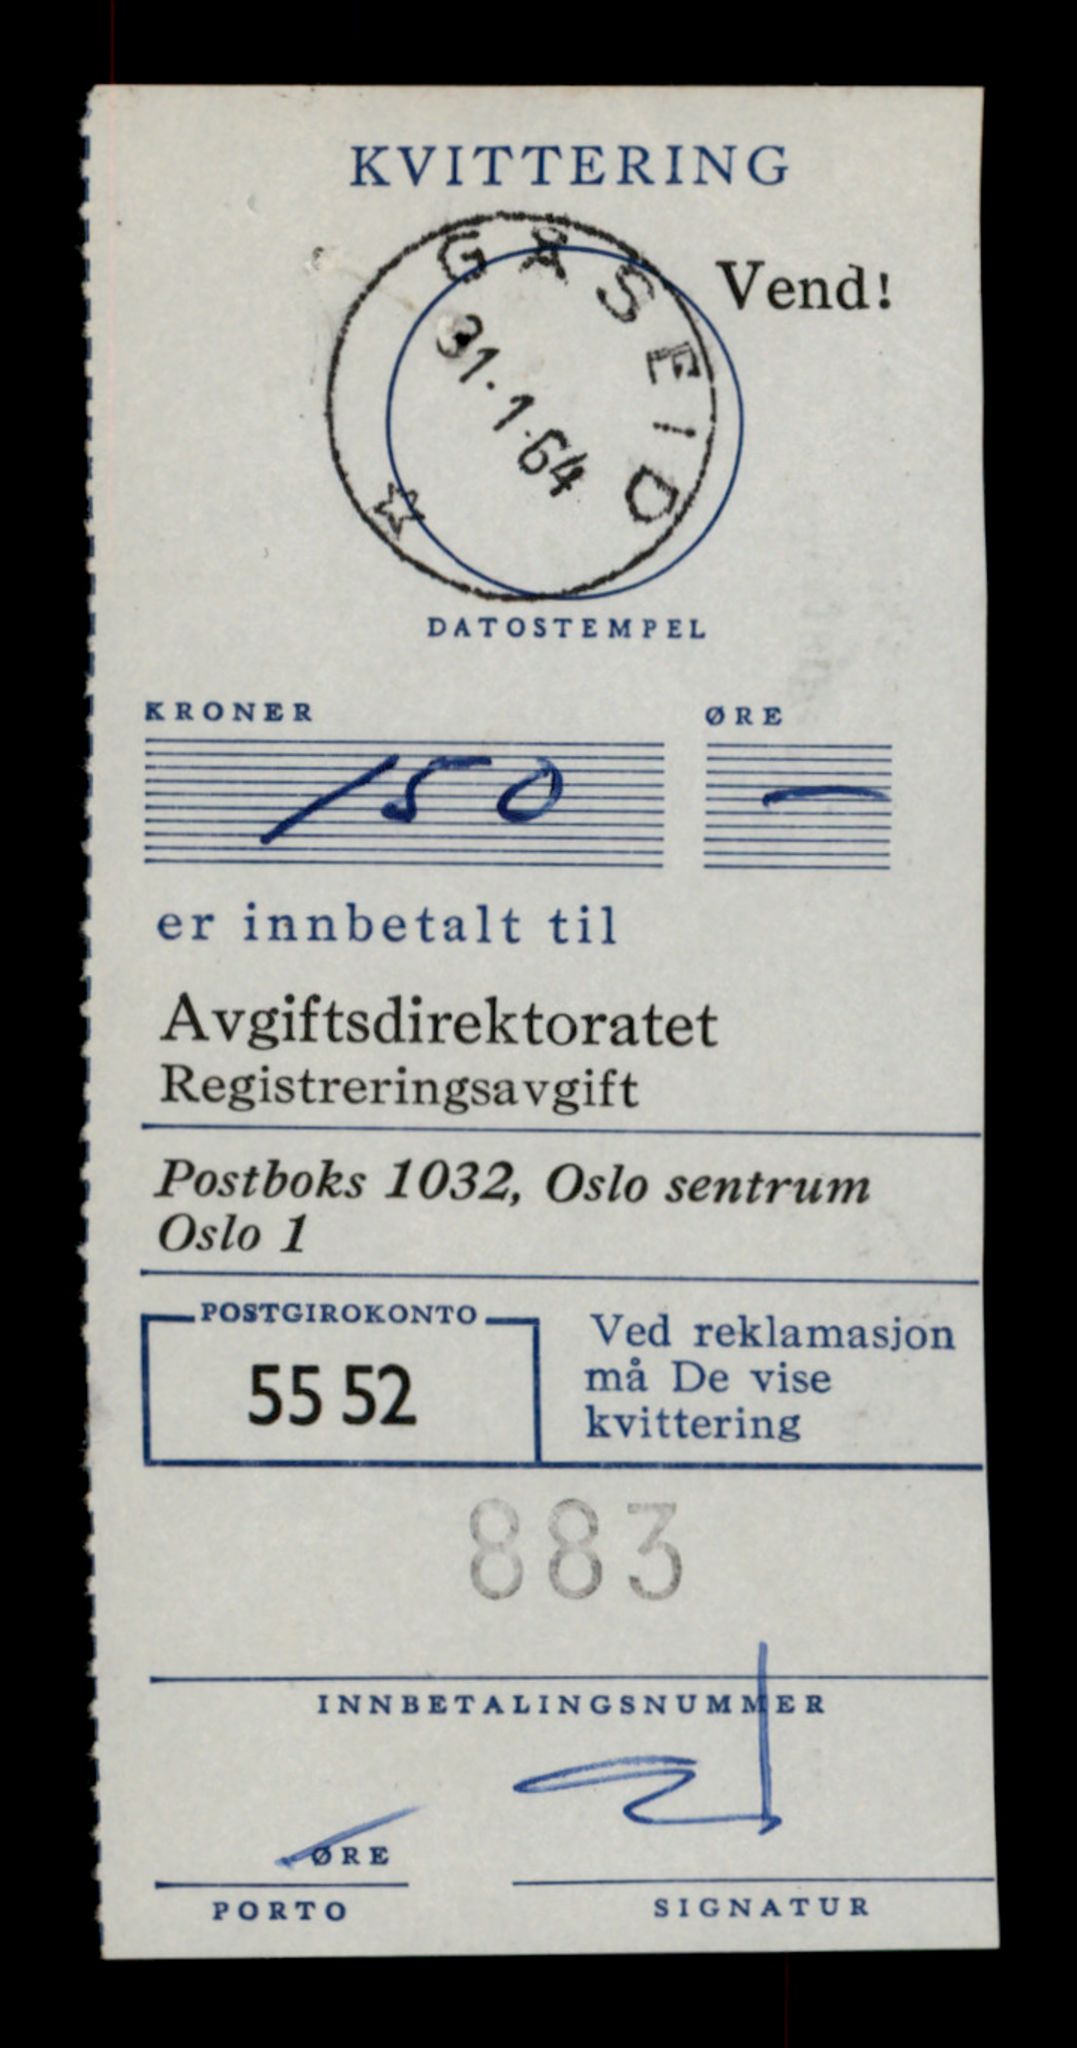 KVITTERING
GÅSEID
Vend!
31.1.64
DATOSTEMPEL
KRONER ØRE
150 —
er innbetalt til
Avgiftsdirektoratet
Registreringsavgift
Postboks 1032, Oslo sentrum
Oslo 1
POSTGIROKONTO
55 52
Ved reklamasjon
må De vise
kvittering
883
INNBETALINGSNUMMER
ØRE
PORTO
SIGNATUR